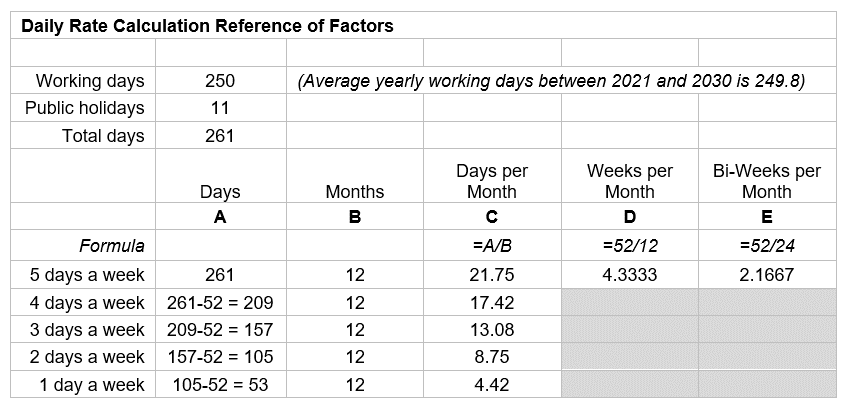 Daily Rate Calculation Reference of Factors
Working days 250 (Average yearly working days between 2021 and 2030 is 249.8)
Public holidays 11
Total days 261
Days Months Days per Month Weeks per Month Bi-Weeks per Month
A B C D E
Formula =A/B =52/12 =52/24
5 days a week 261 12 21.75 4.3333 2.1667
4 days a week 261-52 = 209 12 17.42
3 days a week 209-52 = 157 12 13.08
2 days a week 157-52 = 105 12 8.75
1 day a week 105-52 = 53 12 4.42